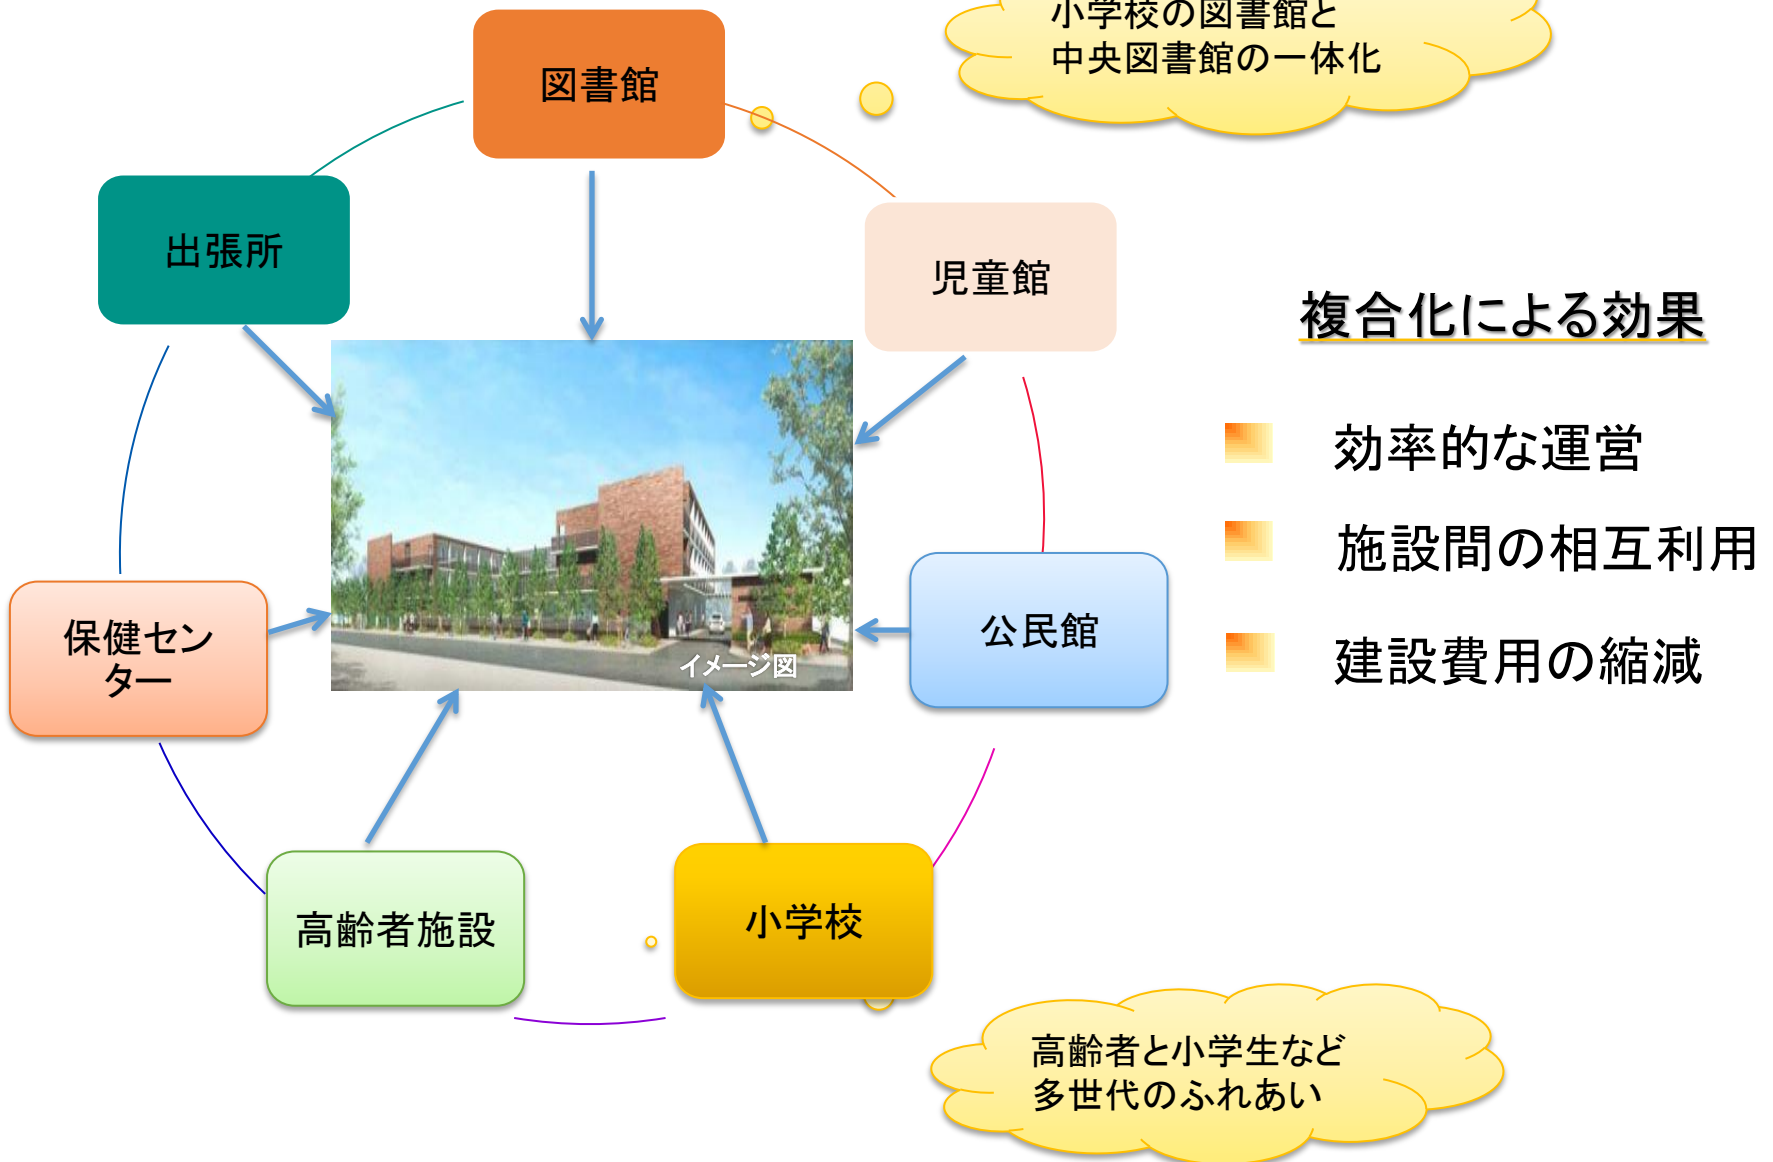 小学校の図書館と
中央図書館の一体化
図書館
出張所
児童館
複合化による効果
効率的な運営
施設間の相互利用
建設費用の縮減
公民館
保健セン
ター
イメージ図
高齢者施設
小学校
高齢者と小学生など
多世代のふれあい